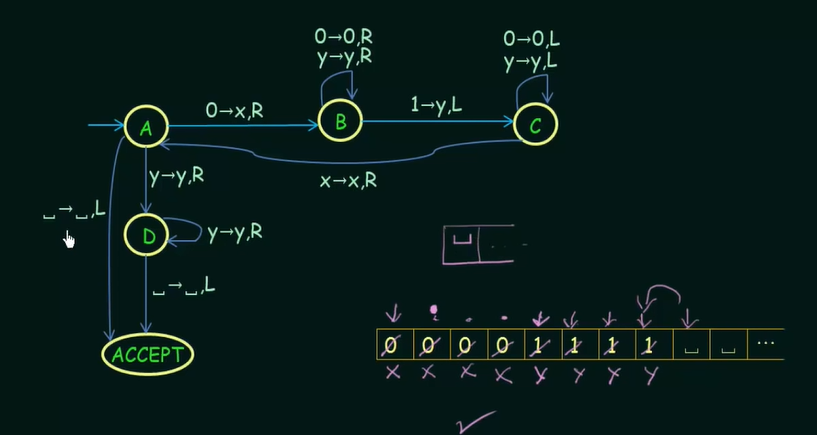 0→0,R
y→y,R
0→0,L
y→y,L
0→x,R
1→y,L
A
B
C
x→x,R
y→y,R
␣→␣,L
D
y→y,R
␣→␣,L
ACCEPT
0 0 0 0 1 1 1 1 ␣ ␣ ...
x x x x y y y y